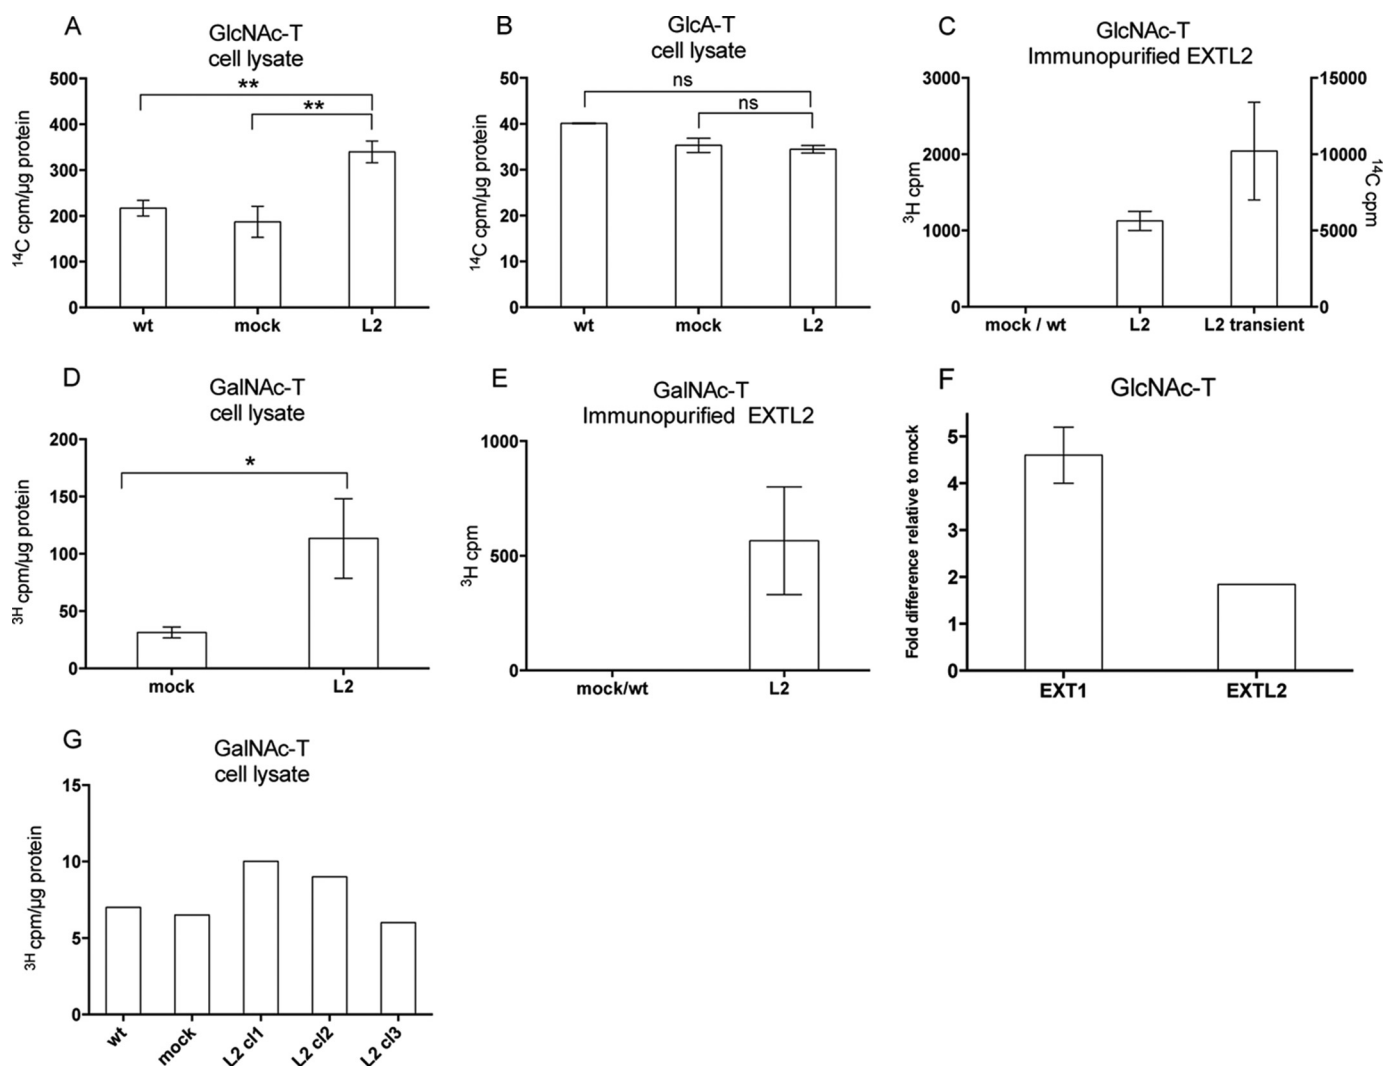 A
GlcNAc-T
cell lysate
¹⁴C cpm/µg protein
500
400
300
200
100
0
**
**
wt
mock
L2
B
GlcA-T
cell lysate
¹⁴C cpm/µg protein
50
40
30
20
10
0
ns
ns
wt
mock
L2
C
GlcNAc-T
Immunopurified EXTL2
³H cpm
3000
2000
1000
0
15000
10000
5000
0
¹⁴C cpm
mock / wt
L2
L2 transient
D
GalNAc-T
cell lysate
³H cpm/µg protein
200
150
100
50
0
*
mock
L2
E
GalNAc-T
Immunopurified EXTL2
³H cpm
1000
500
0
mock/wt
L2
F
GlcNAc-T
Fold difference relative to mock
5
4
3
2
1
0
EXT1
EXTL2
G
GalNAc-T
cell lysate
³H cpm/µg protein
15
10
5
0
wt
mock
L2 cl1
L2 cl2
L2 cl3